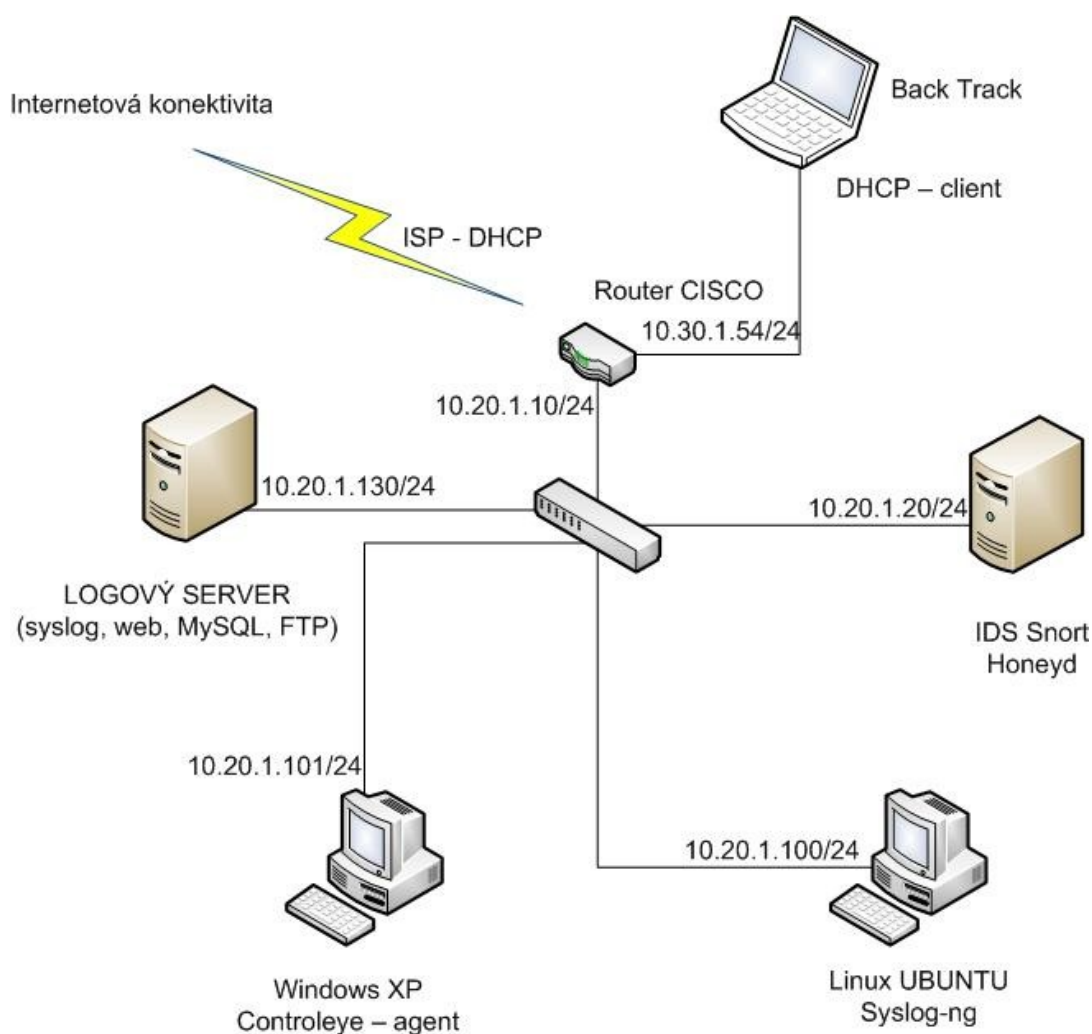 Internetová konektivita
Back Track
DHCP – client
ISP - DHCP
Router CISCO
10.30.1.54/24
10.20.1.10/24
10.20.1.130/24
10.20.1.20/24
LOGOVÝ SERVER
(syslog, web, MySQL, FTP)
IDS Snort
Honeyd
10.20.1.101/24
10.20.1.100/24
Windows XP
Controleye – agent
Linux UBUNTU
Syslog-ng